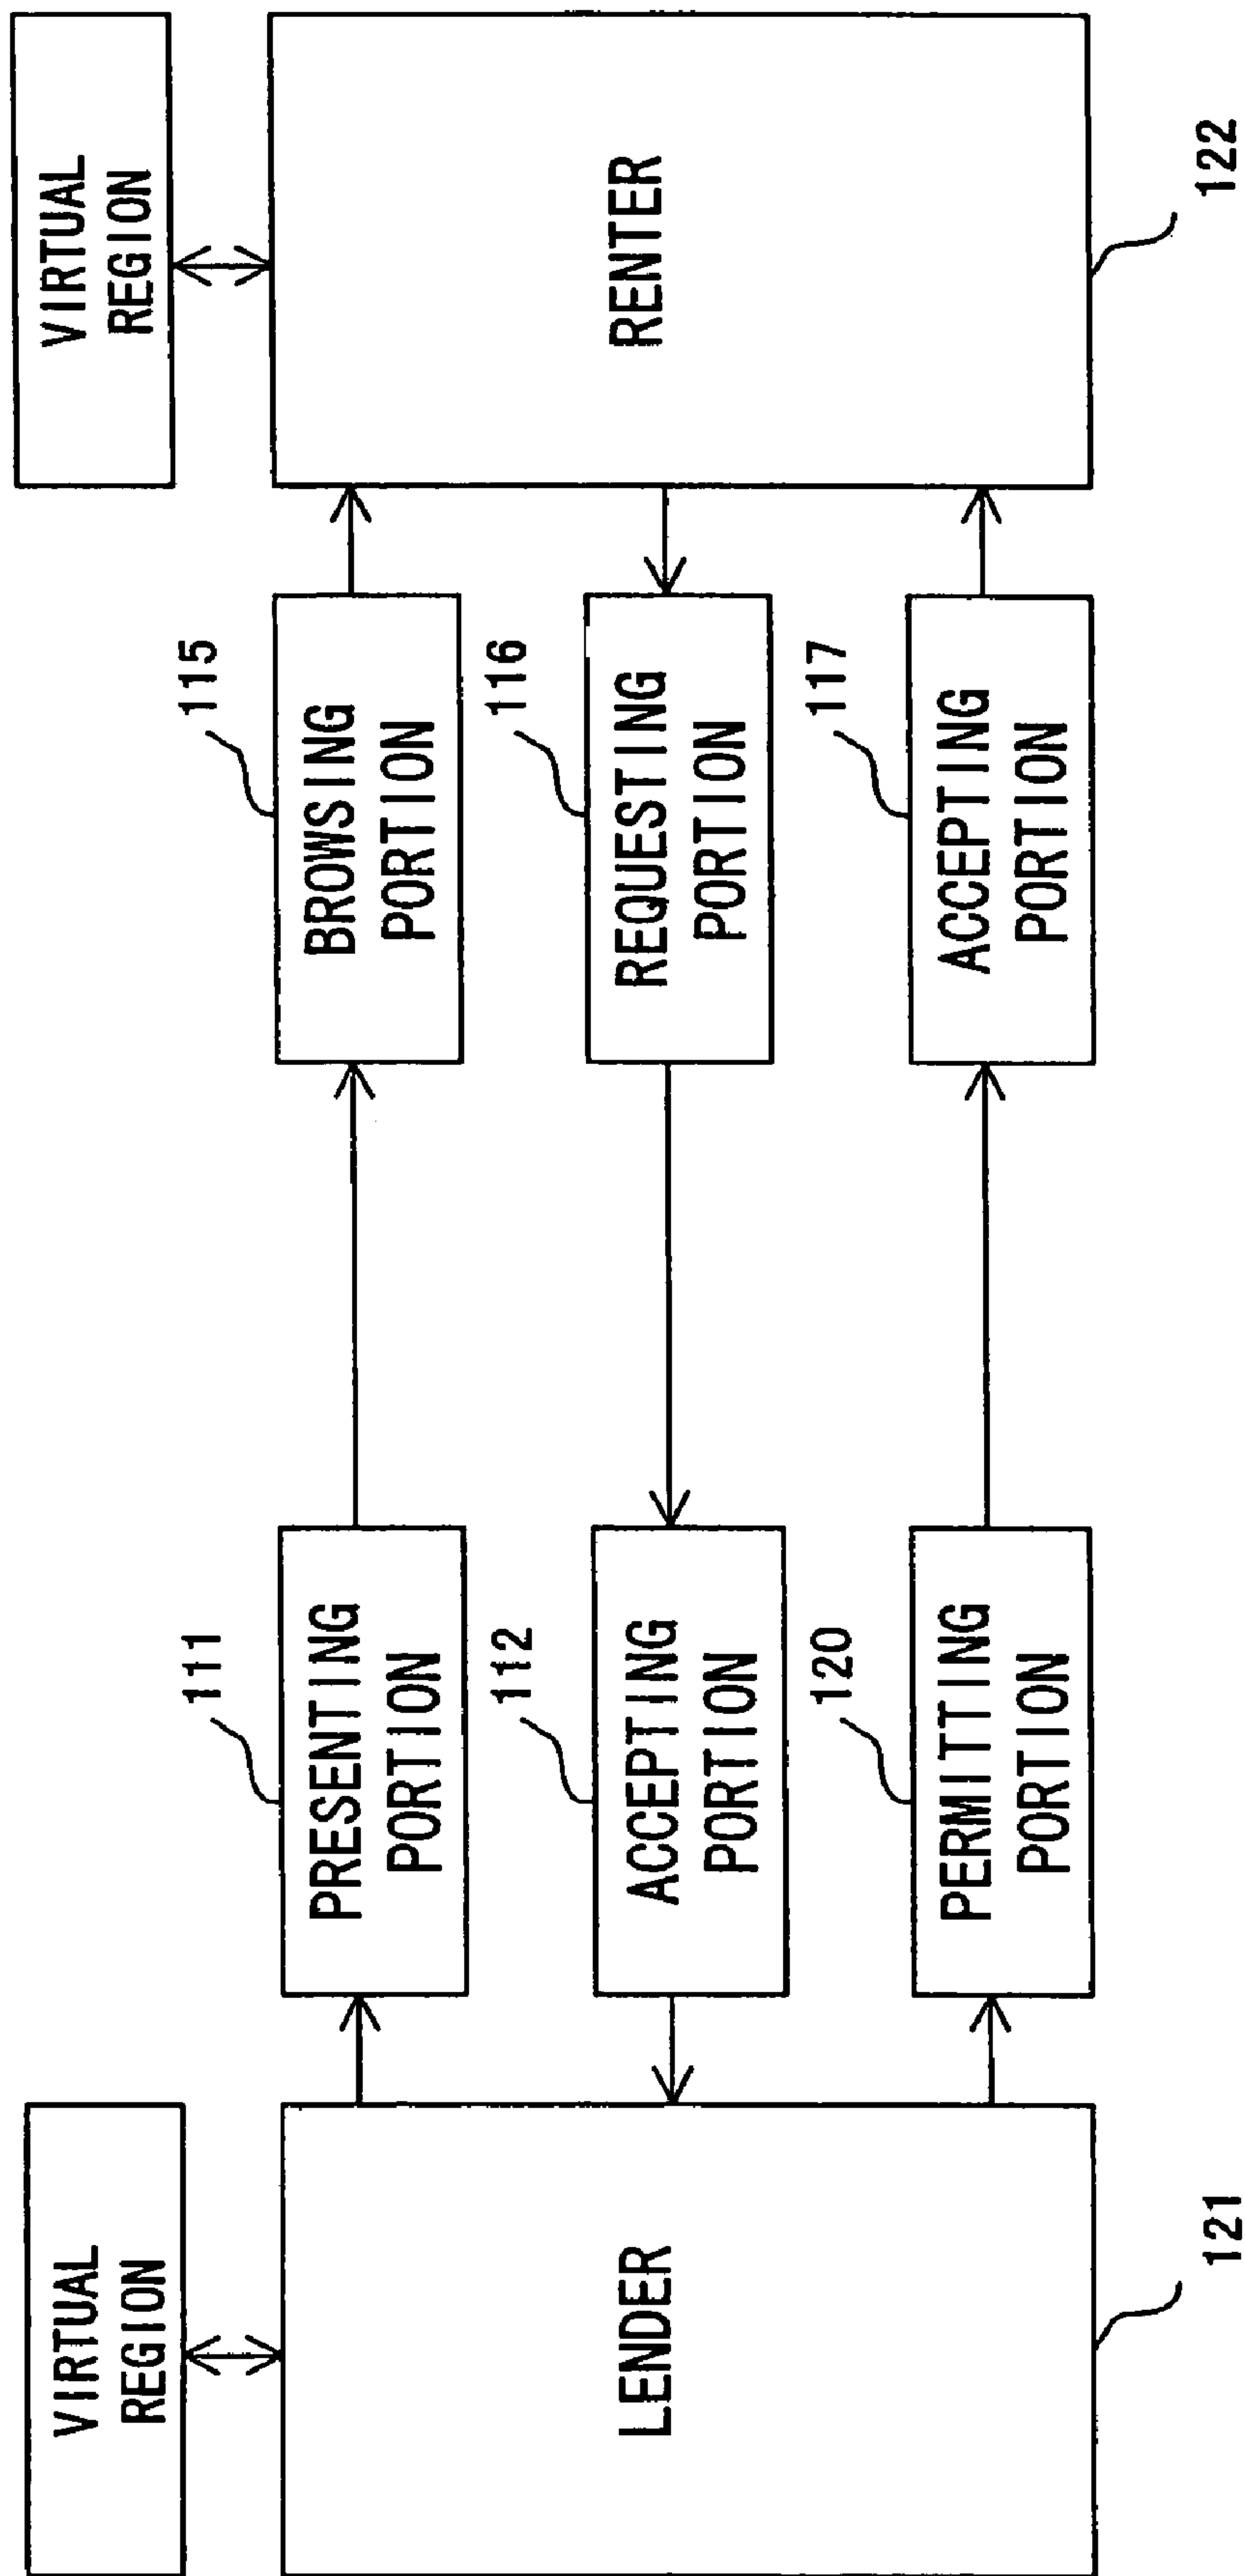 VIRTUAL
REGION
VIRTUAL
REGION
LENDER
121
111
PRESENTING
PORTION
112
ACCEPTING
PORTION
120
PERMITTING
PORTION
115
BROWSING
PORTION
116
REQUESTING
PORTION
117
ACCEPTING
PORTION
RENTER
122